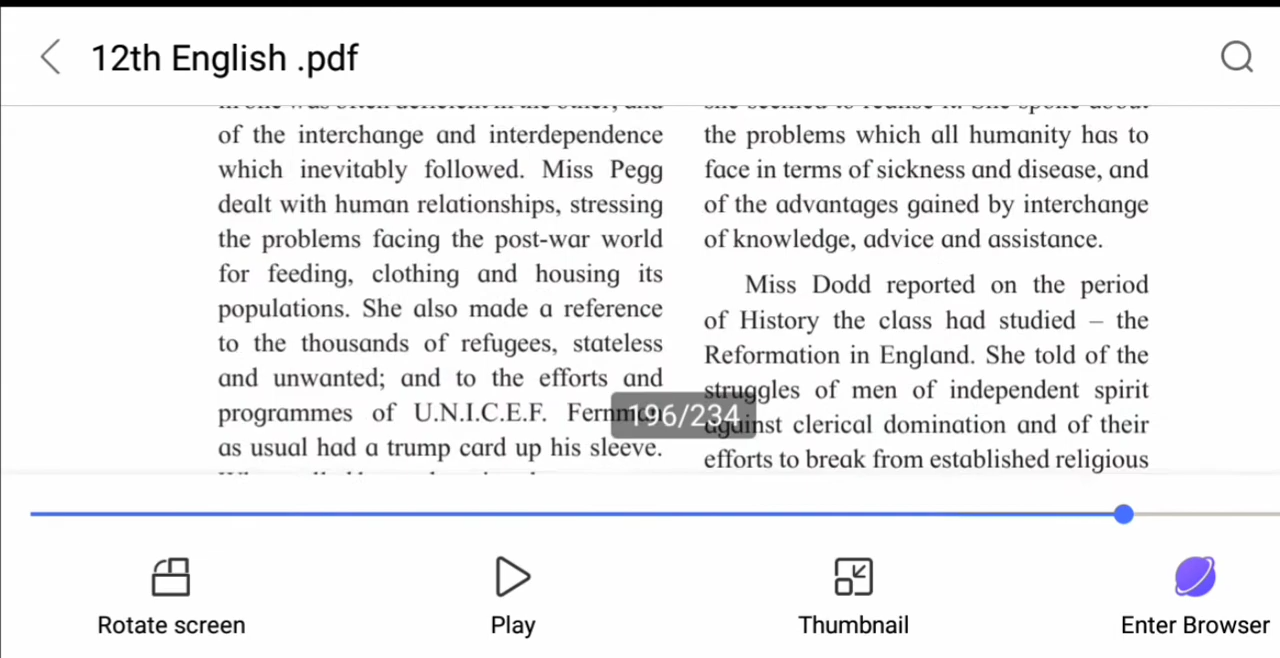 12th English .pdf
of the interchange and interdependence
which inevitably followed. Miss Pegg
dealt with human relationships, stressing
the problems facing the post-war world
for feeding, clothing and housing its
populations. She also made a reference
to the thousands of refugees, stateless
and unwanted; and to the efforts and
programmes of U.N.I.C.E.F.
as usual had a trump card up his sleeve.
the problems which all humanity has to
face in terms of sickness and disease, and
of the advantages gained by interchange
of knowledge, advice and assistance.
Miss Dodd reported on the period
of History the class had studied – the
Reformation in England. She told of the
struggles of men of independent spirit
against clerical domination and of their
efforts to break from established religious
196/234
Rotate screen
Play
Thumbnail
Enter Browser